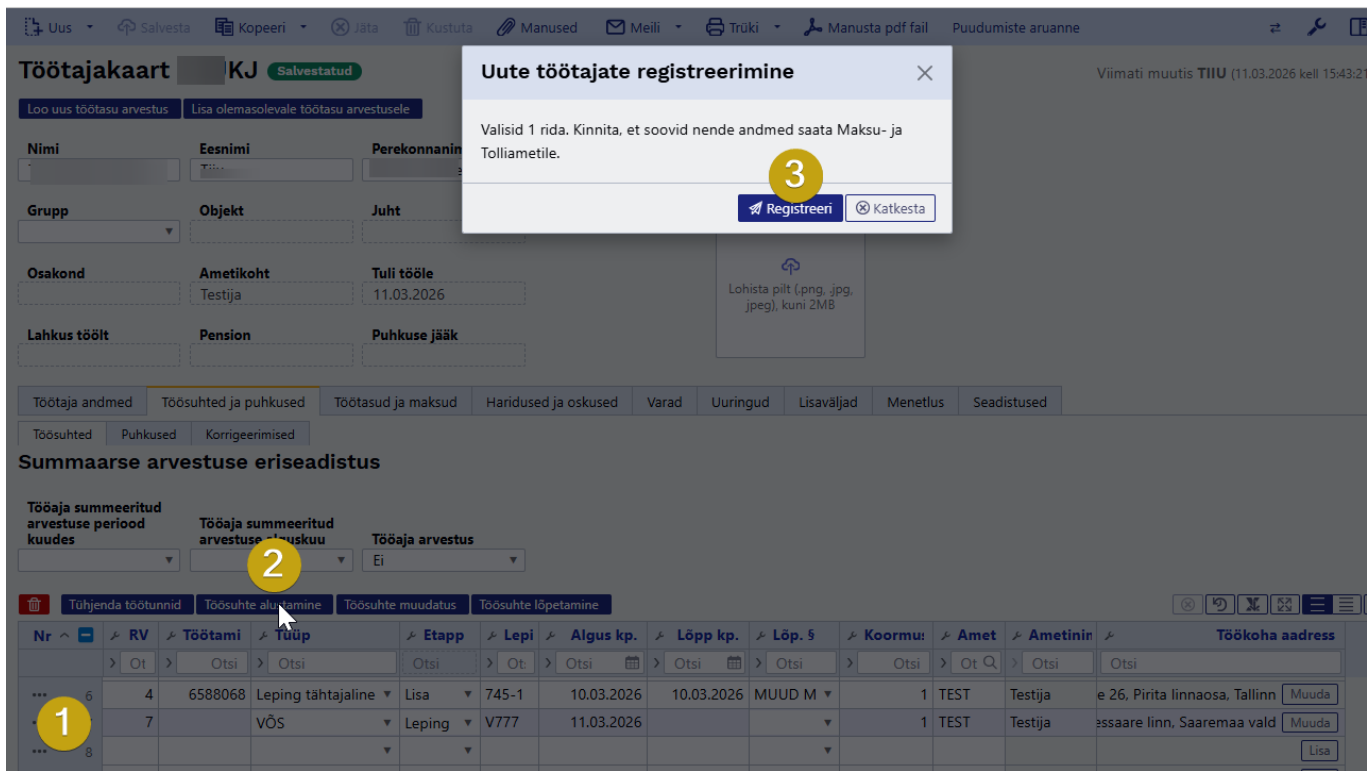 Uus Salvesta Kopeeri Jäta Kustuta Manused Meili Trüki Manusta pdf fail Puudumiste aruanne
Töötajakaart KJ Salvestatud
Viimati muutis TIIU (11.03.2026 kell 15:43:21
Loo uus töötasu arvestus Lisa olemasolevale töötasu arvestusele
Uute töötajate registreerimine
Valisid 1 rida. Kinnita, et soovid nende andmed saata Maksu- ja
Tolliametile.
3
Registreeri Katkesta
Nimi Eesnimi Perekonnanim
Grupp Objekt Juht
Osakond Ametikoht Tuli tööle
Testija 11.03.2026
Lohista pilt (.png, .jpg,
jpeg), kuni 2MB
Lahkus töölt Pension Puhkuse jääk
Töötaja andmed Töösuhted ja puhkused Töötasud ja maksud Haridused ja oskused Varad Uuringud Lisaväljad Menetlus Seadistused
Töösuhted Puhkused Korrigeerimised
Summaarse arvestuse eriseadistus
Tööaja summeeritud
arvestuse periood
kuudes
Tööaja summeeritud
arvestuse alguskuu
Tööaja arvestus
Ei
2
Tühjenda töötunnid Töösuhte alustamine Töösuhte muudatus Töösuhte lõpetamine
Nr RV Töötami Tüüp Etapp Lepi Algus kp. Lõpp kp. Lõp. § Koormu: Amet Ametinin Töökoha aadress
Ot Otsi Otsi Otsi Ot: Otsi Otsi Otsi Otsi Ot Otsi Otsi
6 4 6588068 Leping tähtajaline Lisa 745-1 10.03.2026 10.03.2026 MUUD M 1 TEST Testija e 26, Pirita linnaosa, Tallinn Muuda
1 7 VÕS Leping V777 11.03.2026 1 TEST Testija essaare linn, Saaremaa vald Muuda
8 Lisa